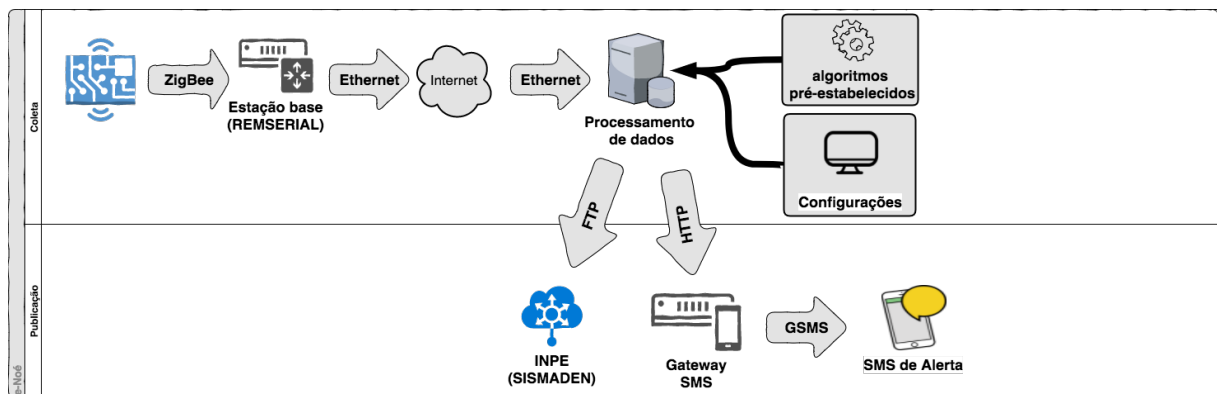 e-Noé
Coleta
ZigBee
Estação base
(REMSERIAL)
Ethernet
Internet
Ethernet
Processamento
de dados
algoritmos
pré-estabelecidos
Configurações
FTP
HTTP
Publicação
INPE
(SISMADEN)
Gateway
SMS
GSMS
SMS de Alerta